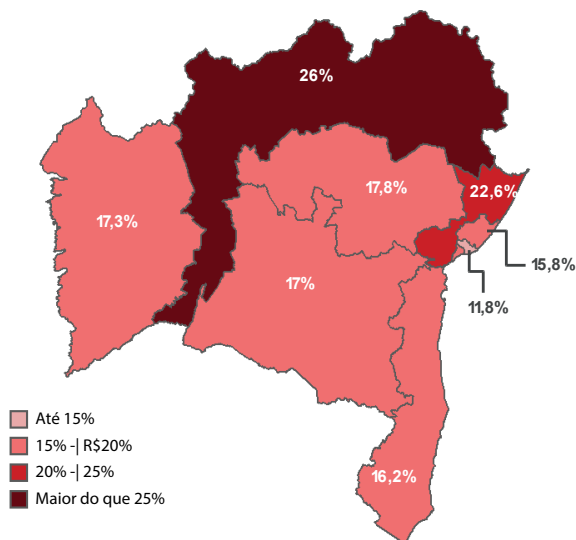 26%
17,8%
22,6%
17,3%
15,8%
17%
11,8%
Até 15%
15% -| R$20%
20% -| 25%
Maior do que 25%
16,2%